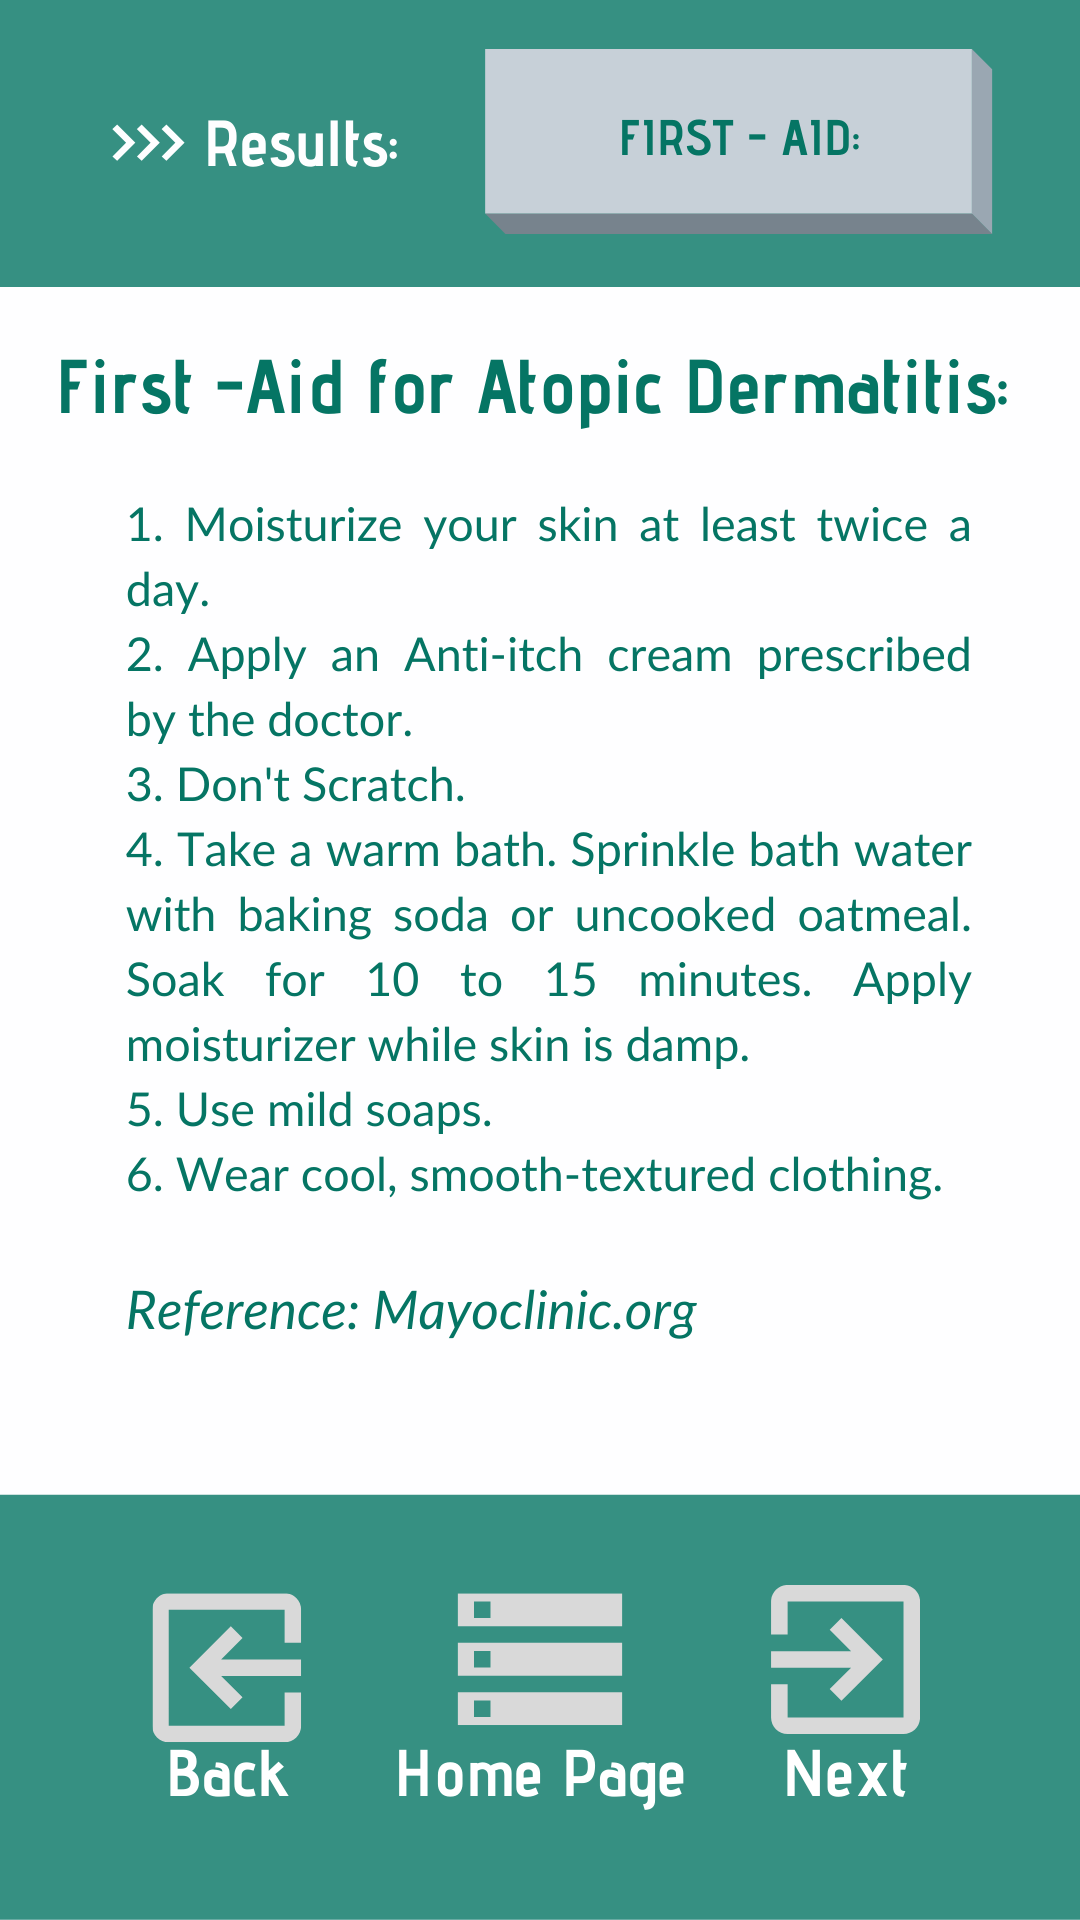 >>> Results:
FIRST - AID:
First -Aid for Atopic Dermatitis:
1. Moisturize your skin at least twice a
day.
2. Apply an Anti-itch cream prescribed
by the doctor.
3. Don't Scratch.
4. Take a warm bath. Sprinkle bath water
with baking soda or uncooked oatmeal.
Soak for 10 to 15 minutes. Apply
moisturizer while skin is damp.
5. Use mild soaps.
6. Wear cool, smooth-textured clothing.
Reference: Mayoclinic.org
Back
Home Page
Next